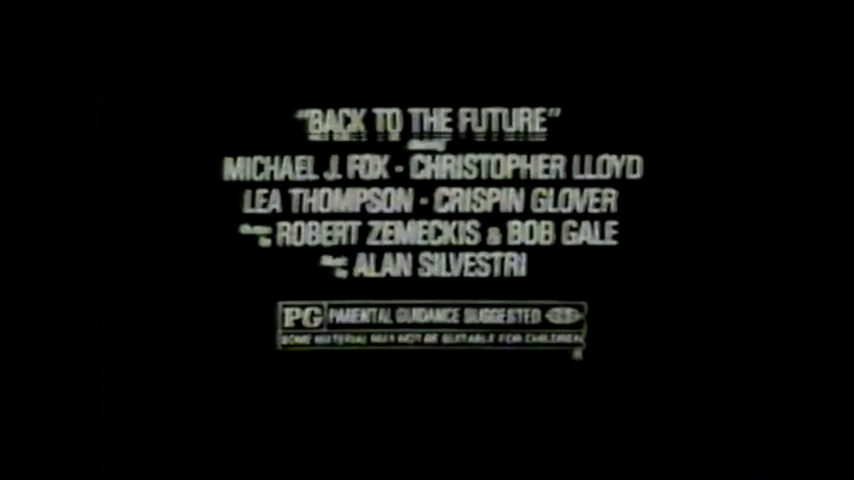 "BACK TO THE FUTURE"
MICHAEL J. FOX - CHRISTOPHER LLOYD
LEA THOMPSON - CRISPIN GLOVER
ROBERT ZEMECKIS & BOB GALE
ALAN SILVESTRI
PG PARENTAL GUIDANCE SUGGESTED
SOME MATERIAL MAY NOT BE SUITABLE FOR CHILDREN